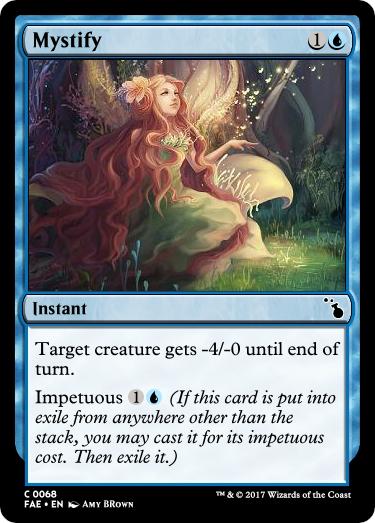 Mystify 1
Instant
Target creature gets -4/-0 until end of
turn.
Impetuous 1 (If this card is put into
exile from anywhere other than the
stack, you may cast it for its impetuous
cost. Then exile it.)
C 0068
FAE • EN Amy BRown
™ & © 2017 Wizards of the Coast